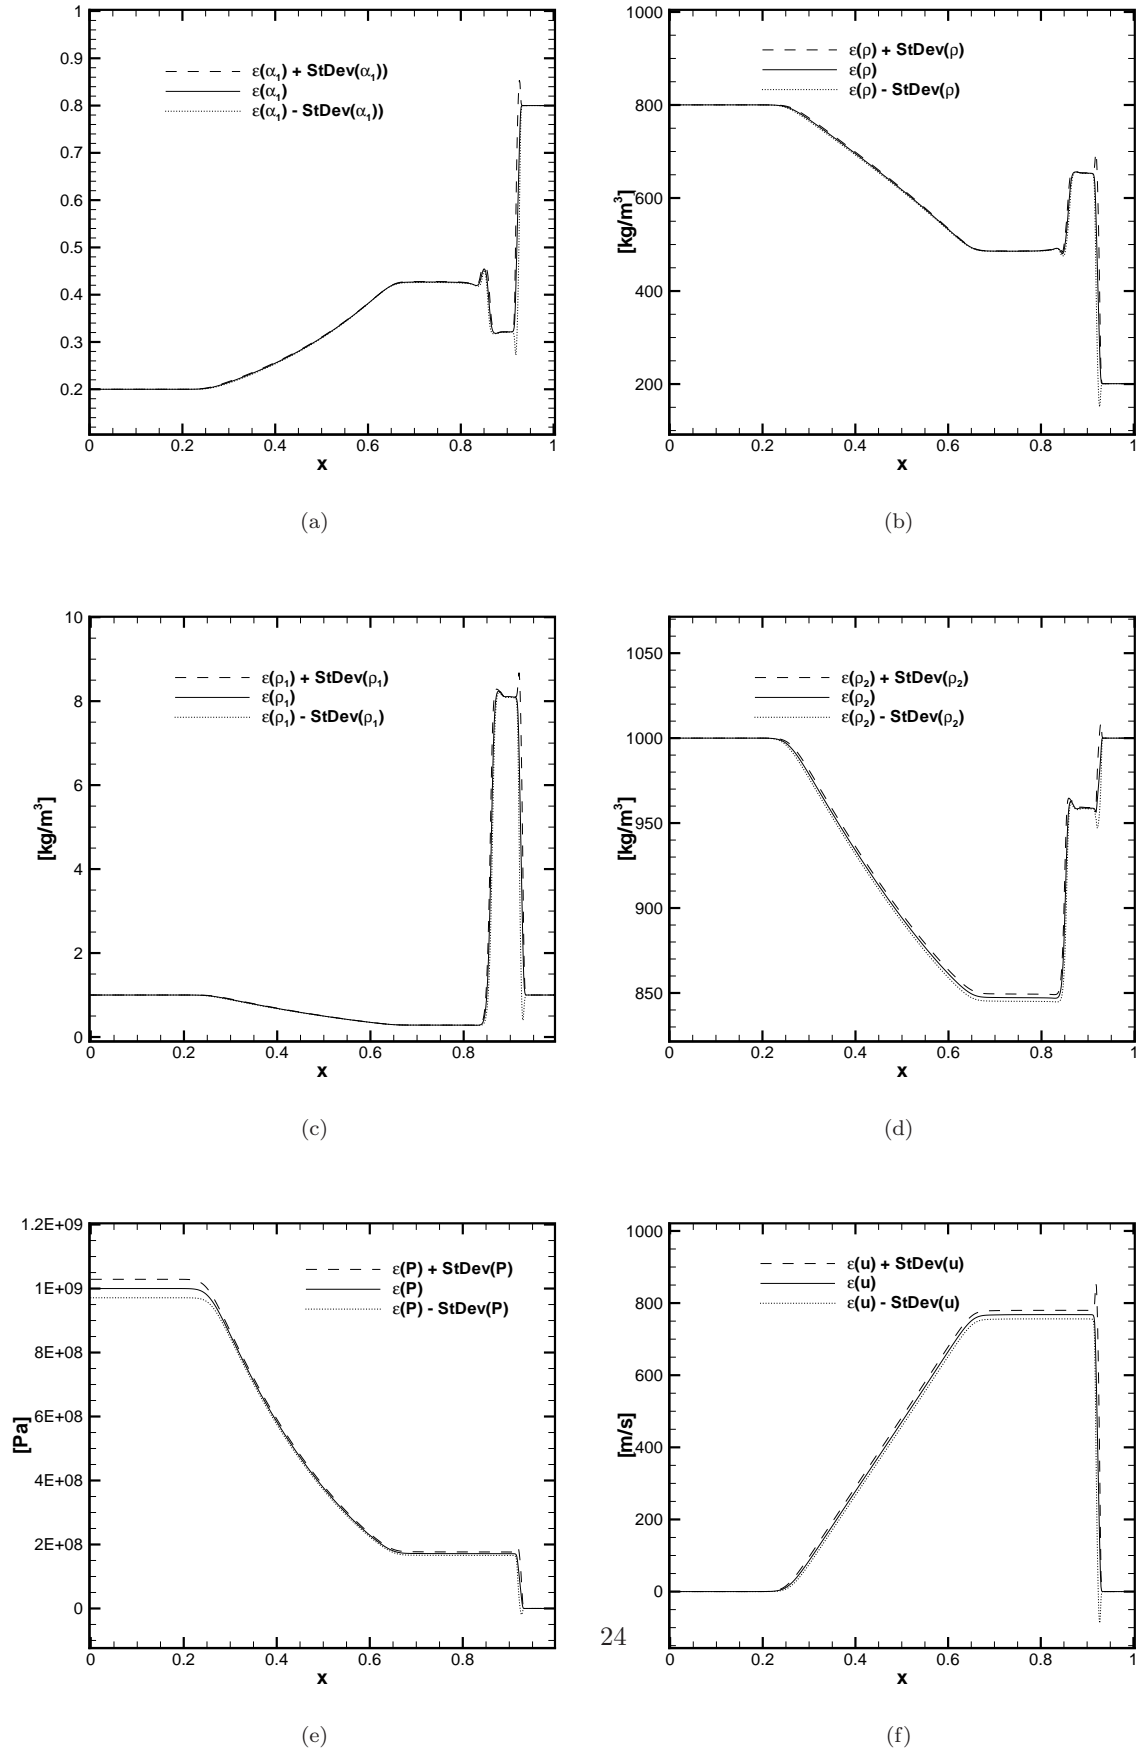 1
0.9
0.8
0.7
0.6
0.5
0.4
0.3
0.2
ε(α₁) + StDev(α₁))
ε(α₁)
ε(α₁) - StDev(α₁))
0 0.2 0.4 0.6 0.8 1
x
(a)
1000
800
600
400
200
[kg/m³]
ε(ρ) + StDev(ρ)
ε(ρ)
ε(ρ) - StDev(ρ)
0 0.2 0.4 0.6 0.8 1
x
(b)
10
8
6
4
2
0
[kg/m³]
ε(ρ₁) + StDev(ρ₁)
ε(ρ₁)
ε(ρ₁) - StDev(ρ₁)
0 0.2 0.4 0.6 0.8
x
(c)
1050
1000
950
900
850
[kg/m³]
ε(ρ₂) + StDev(ρ₂)
ε(ρ₂)
ε(ρ₂) - StDev(ρ₂)
0 0.2 0.4 0.6 0.8 1
x
(d)
1.2E+09
1E+09
8E+08
6E+08
4E+08
2E+08
0
[Pa]
ε(P) + StDev(P)
ε(P)
ε(P) - StDev(P)
0 0.2 0.4 0.6 0.8
x
(e)
1000
800
600
400
200
0
[m/s]
ε(u) + StDev(u)
ε(u)
ε(u) - StDev(u)
0 0.2 0.4 0.6 0.8 1
x
(f)
24